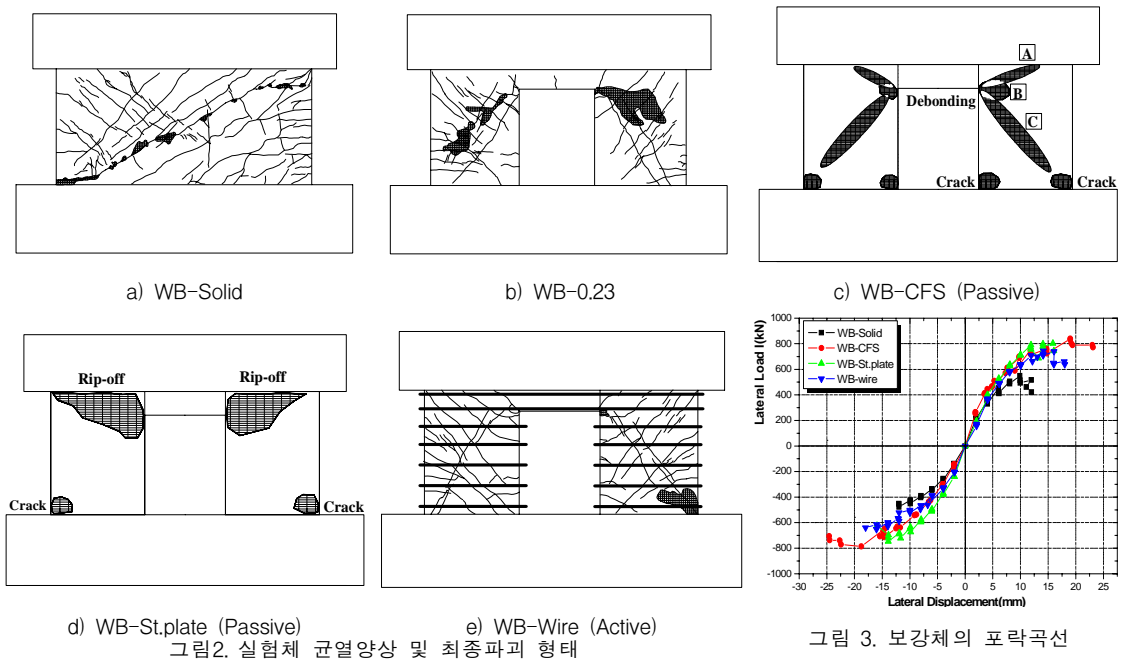 a) WB-Solid
b) WB-0.23
A
B
Debonding
C
Crack
Crack
c) WB-CFS (Passive)
Rip-off
Rip-off
Crack
Crack
d) WB-St.plate (Passive)
e) WB-Wire (Active)
그림2. 실험체 균열양상 및 최종파괴 형태
1000
800
600
400
200
0
-200
-400
-600
-800
-1000
Lateral Load l(kN)
WB-Solid
WB-CFS
WB-St.plate
WB-wire
-30 -25 -20 -15 -10 -5 0 5 10 15 20 25
Lateral Displacement(mm)
그림 3. 보강체의 포락곡선